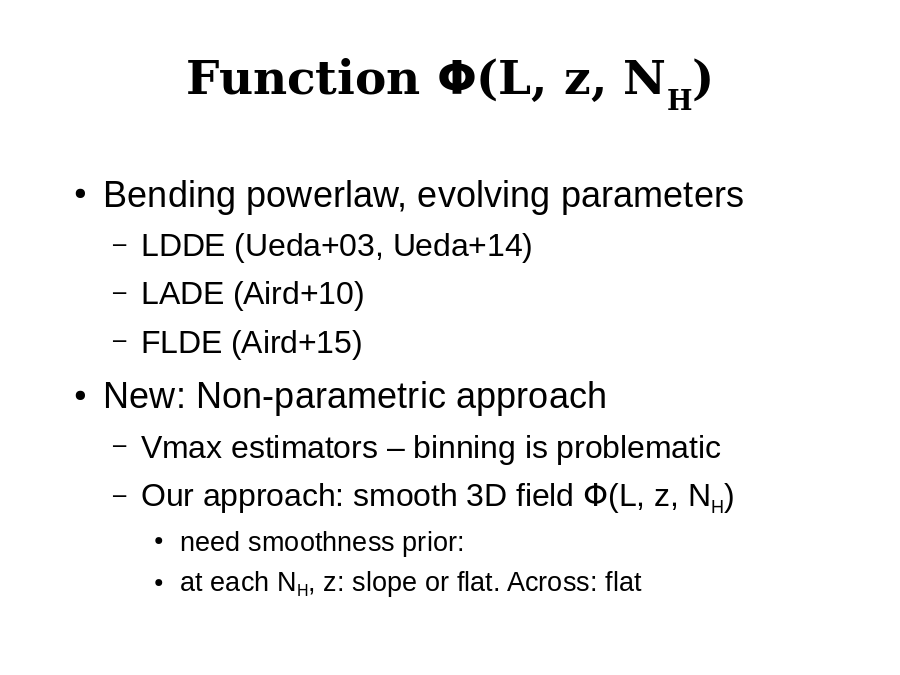 Function Φ(L, z, N_H)
• Bending powerlaw, evolving parameters
– LDDE (Ueda+03, Ueda+14)
– LADE (Aird+10)
– FLDE (Aird+15)
• New: Non-parametric approach
– Vmax estimators – binning is problematic
– Our approach: smooth 3D field Φ(L, z, N_H)
• need smoothness prior:
• at each N_H, z: slope or flat. Across: flat